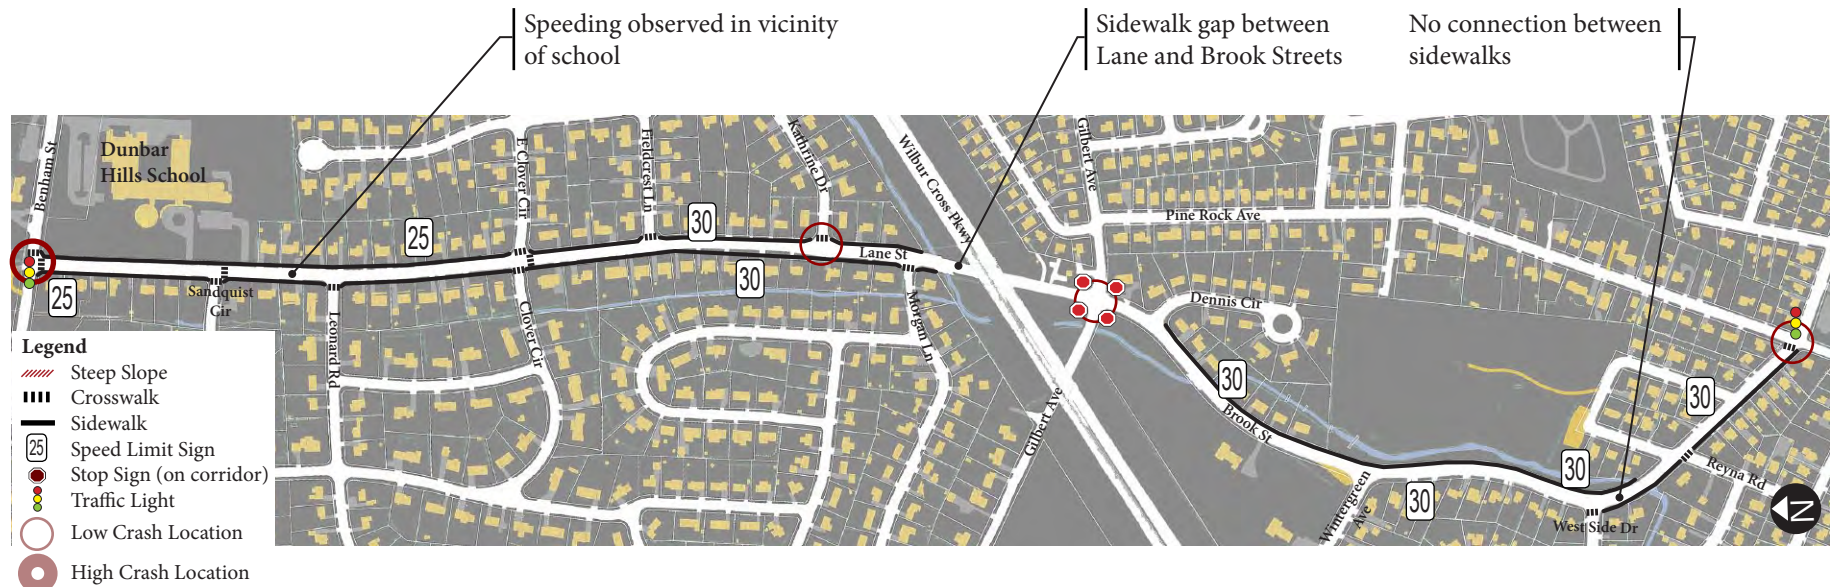 Speeding observed in vicinity
of school
Sidewalk gap between
Lane and Brook Streets
No connection between
sidewalks
Benham St
Dunbar
Hills School
E Clover Cir
Fieldcrest Ln
Kathrine Dr
Wilbur Cross Pkwy
Gilbert Ave
Pine Rock Ave
25
30
Lane St
25
Sandquist
Cir
30
Leonard Rd
Clover Cir
Morgan Ln
Dennis Cir
30
Brook St
Gilbert Ave
30
Reyna Rd
30
30
Wintergreen
Ave
West Side Dr
N
Legend
Steep Slope
Crosswalk
Sidewalk
25
Speed Limit Sign
Stop Sign (on corridor)
Traffic Light
Low Crash Location
High Crash Location